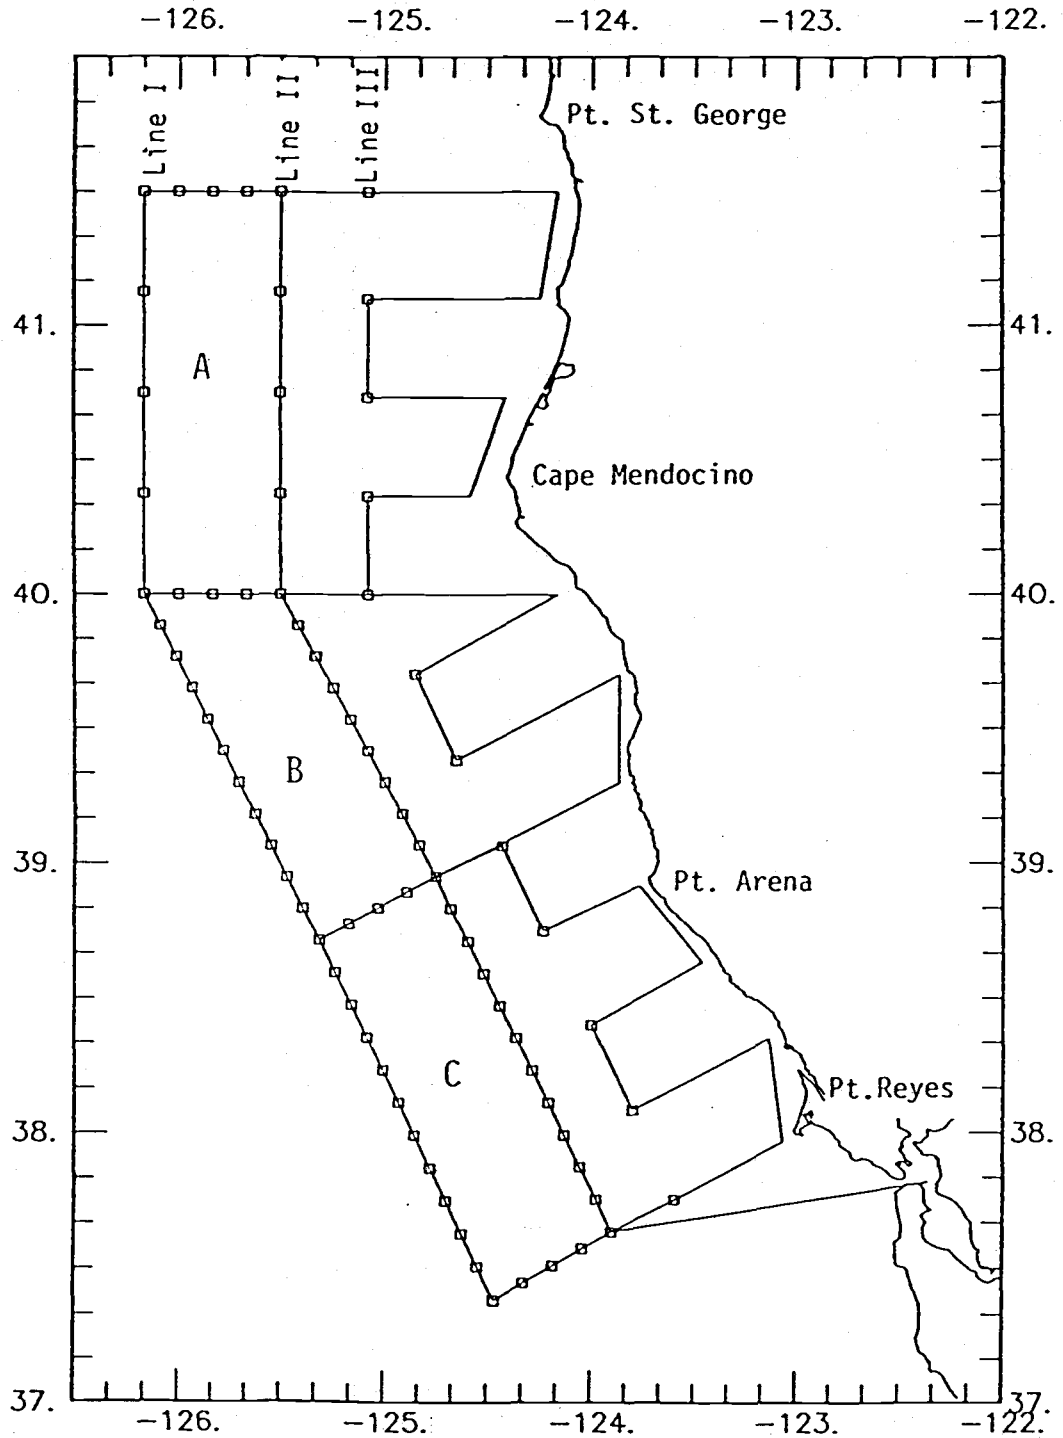 -126. -125. -124. -123. -122.
Line I
Line II
Line III
Pt. St. George
41. 41.
A
Cape Mendocino
40. 40.
B
39. 39.
Pt. Arena
C
Pt.Reyes
38. 38.
37. 37.
-126. -125. -124. -123. -122.